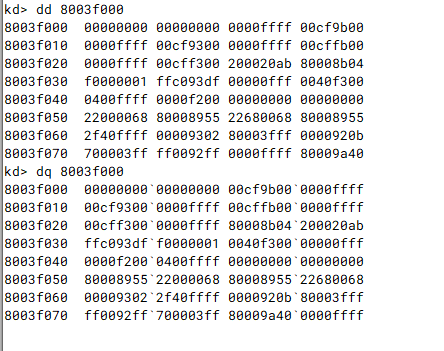 kd> dd 8003f000
8003f000  00000000 00000000 0000ffff 00cf9b00
8003f010  0000ffff 00cf9300 0000ffff 00cffb00
8003f020  0000ffff 00cff300 200020ab 80008b04
8003f030  f0000001 ffc093df 00000fff 0040f300
8003f040  0400ffff 0000f200 00000000 00000000
8003f050  22000068 80008955 22680068 80008955
8003f060  2f40ffff 00009302 80003fff 0000920b
8003f070  700003ff ff0092ff 0000ffff 80009a40
kd> dq 8003f000
8003f000  00000000`00000000 00cf9b00`0000ffff
8003f010  00cf9300`0000ffff 00cffb00`0000ffff
8003f020  00cff300`0000ffff 80008b04`200020ab
8003f030  ffc093df`f0000001 0040f300`00000fff
8003f040  0000f200`0400ffff 00000000`00000000
8003f050  80008955`22000068 80008955`22680068
8003f060  00009302`2f40ffff 0000920b`80003fff
8003f070  ff0092ff`700003ff 80009a40`0000ffff